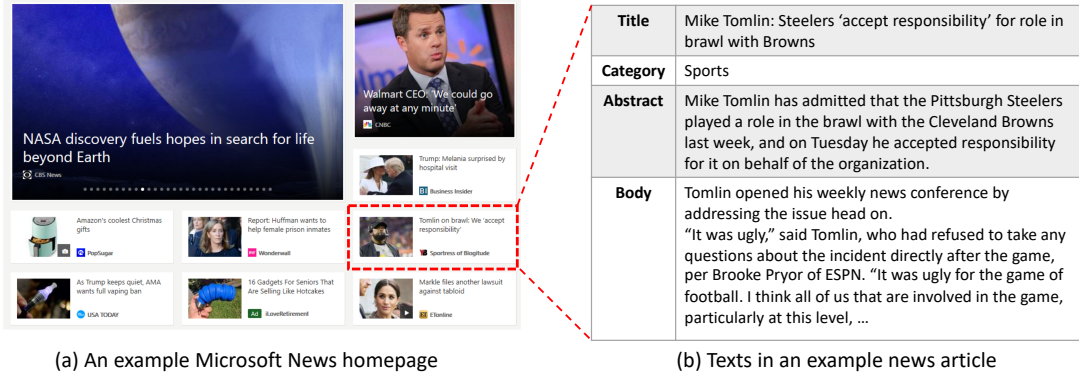 NASA discovery fuels hopes in search for life
beyond Earth
CBS News
Walmart CEO: 'We could go
away at any minute'
CNBC
Trump: Melania surprised by
hospital visit
BI Business Insider
Amazon's coolest Christmas
gifts
PopSugar
Report: Huffman wants to
help female prison inmates
Wonderwall
Tomlin on brawl: We 'accept
responsibility'
Sportress of Blogitude
As Trump keeps quiet, AMA
wants full vaping ban
USA TODAY
16 Gadgets For Seniors That
Are Selling Like Hotcakes
Ad iLoveRetirement
Markle files another lawsuit
against tabloid
ET ETonline
(a) An example Microsoft News homepage
Title
Mike Tomlin: Steelers ‘accept responsibility’ for role in
brawl with Browns
Category
Sports
Abstract
Mike Tomlin has admitted that the Pittsburgh Steelers
played a role in the brawl with the Cleveland Browns
last week, and on Tuesday he accepted responsibility
for it on behalf of the organization.
Body
Tomlin opened his weekly news conference by
addressing the issue head on.
“It was ugly,” said Tomlin, who had refused to take any
questions about the incident directly after the game,
per Brooke Pryor of ESPN. “It was ugly for the game of
football. I think all of us that are involved in the game,
particularly at this level, …
(b) Texts in an example news article